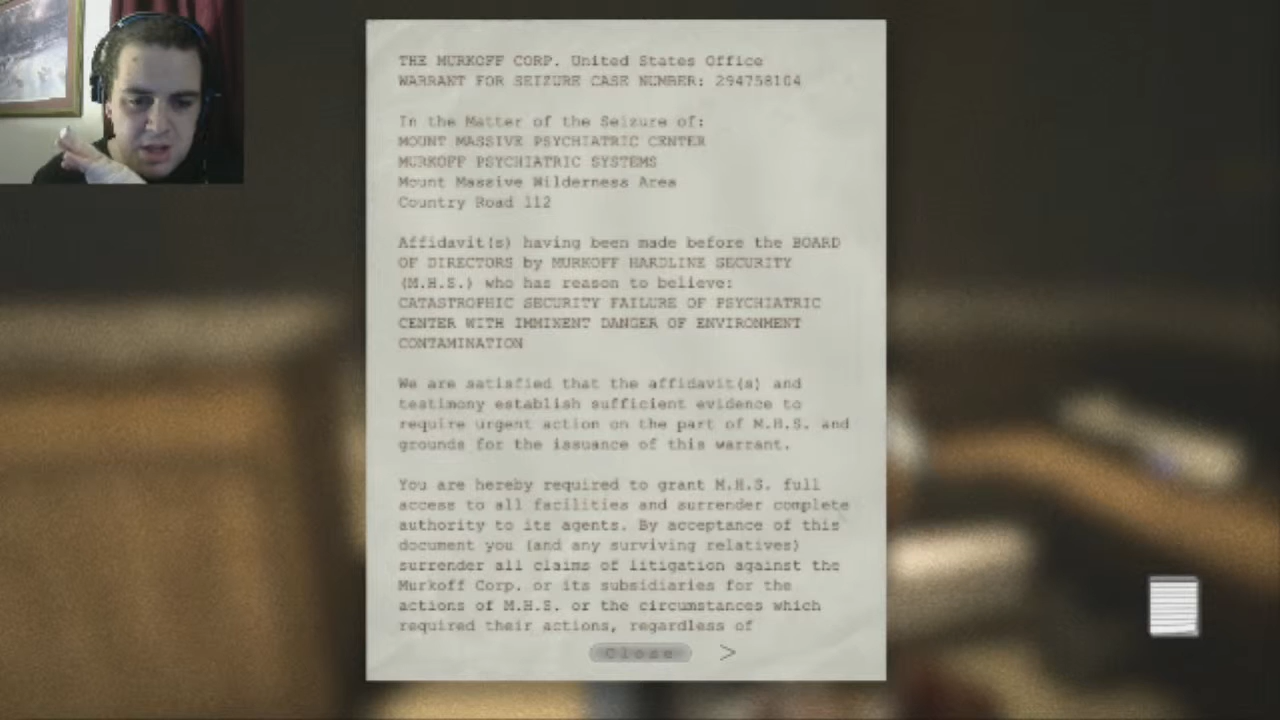 THE MURKOFF CORP. United States Office
WARRANT FOR SEIZURE CASE NUMBER: 294758104
In the Matter of the Seizure of:
MOUNT MASSIVE PSYCHIATRIC CENTER
MURKOFF PSYCHIATRIC SYSTEMS
Mount Massive Wilderness Area
Country Road 112
Affidavit(s) having been made before the BOARD
OF DIRECTORS by MURKOFF HARDLINE SECURITY
(M.H.S.) who has reason to believe:
CATASTROPHIC SECURITY FAILURE OF PSYCHIATRIC
CENTER WITH IMMINENT DANGER OF ENVIRONMENT
CONTAMINATION
We are satisfied that the affidavit(s) and
testimony establish sufficient evidence to
require urgent action on the part of M.H.S. and
grounds for the issuance of this warrant.
You are hereby required to grant M.H.S. full
access to all facilities and surrender complete
authority to its agents. By acceptance of this
document you (and any surviving relatives)
surrender all claims of litigation against the
Murkoff Corp. or its subsidiaries for the
actions of M.H.S. or the circumstances which
required their actions, regardless of
Close >